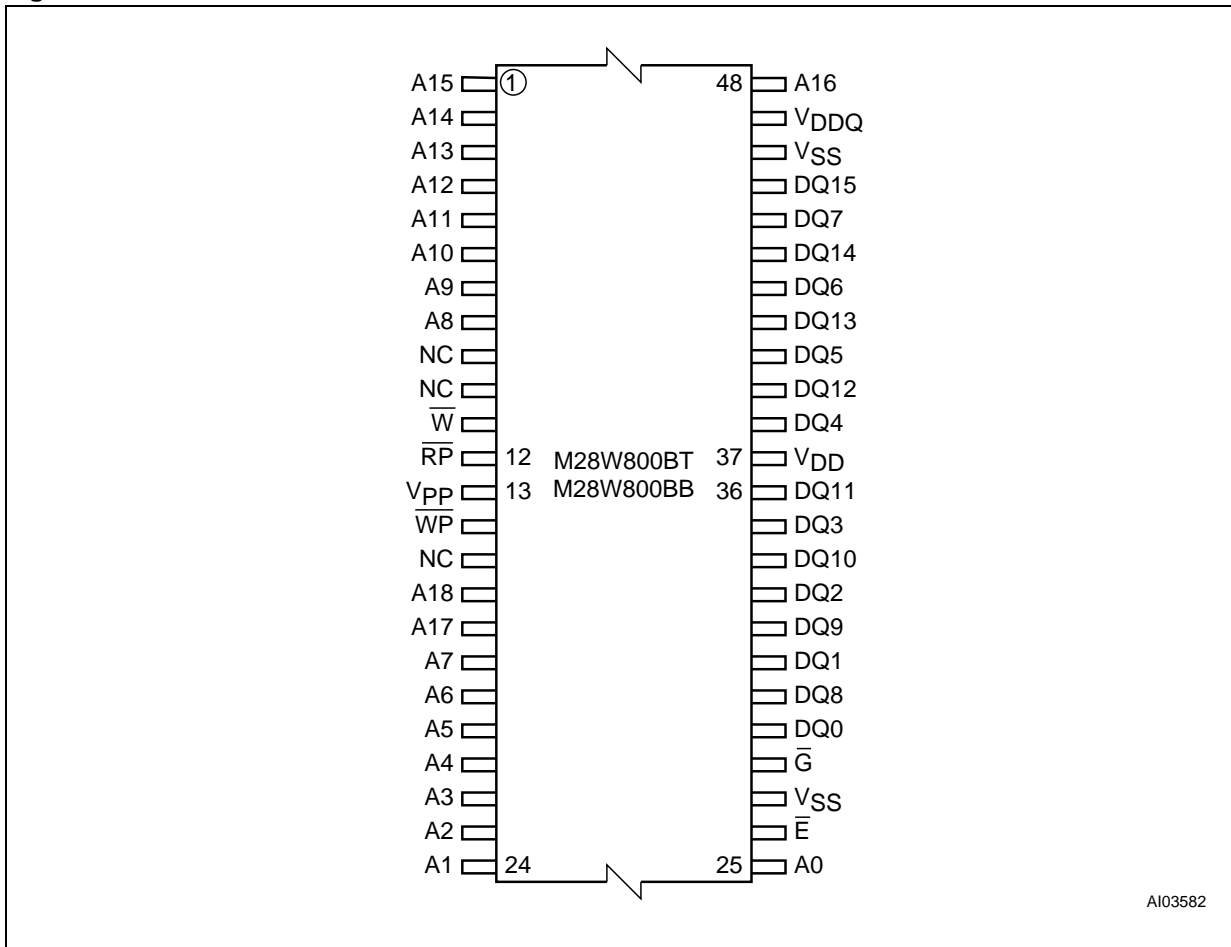 A15 ① 48 A16
A14 VDDQ
A13 VSS
A12 DQ15
A11 DQ7
A10 DQ14
A9 DQ6
A8 DQ13
NC DQ5
NC DQ12
W̅ DQ4
R̅P̅ 12 M28W800BT 37 VDD
VPP 13 M28W800BB 36 DQ11
W̅P̅ DQ3
NC DQ10
A18 DQ2
A17 DQ9
A7 DQ1
A6 DQ8
A5 DQ0
A4 G̅
A3 VSS
A2 E̅
A1 24 25 A0
AI03582